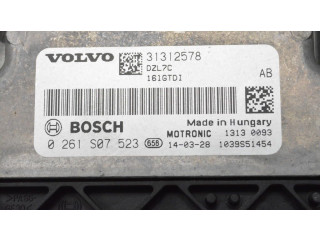 VOLVO 31312578
DZL7C
161GTDI AB
BOSCH Made in Hungary
MOTRONIC 1313 0093
0 261 S07 523 G58 14-03-28 1039S51454